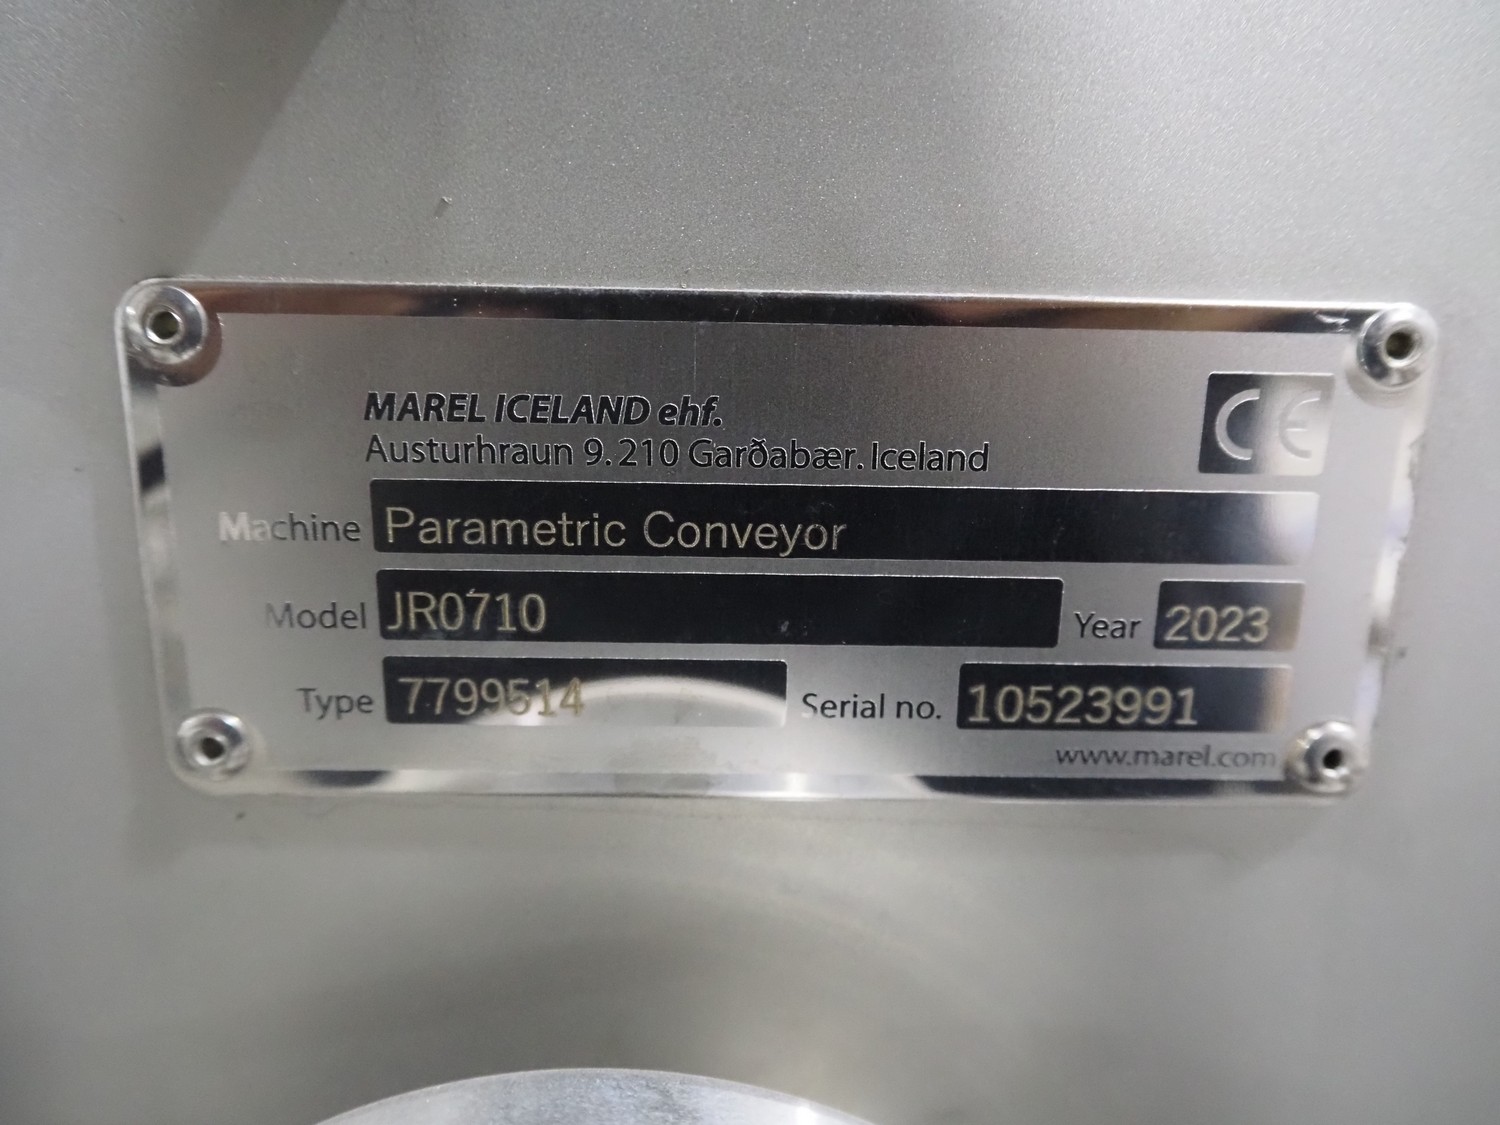 MAREL ICELAND ehf.
Austurhraun 9. 210 Garðabær. Iceland
CE
Machine Parametric Conveyor
Model JR0710 Year 2023
Type 7799514 Serial no. 10523991
www.marel.com